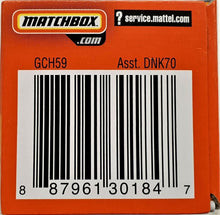 MATCHBOX
.com
? service.mattel.com
GCH59 Asst. DNK70
8 87961 30184 7